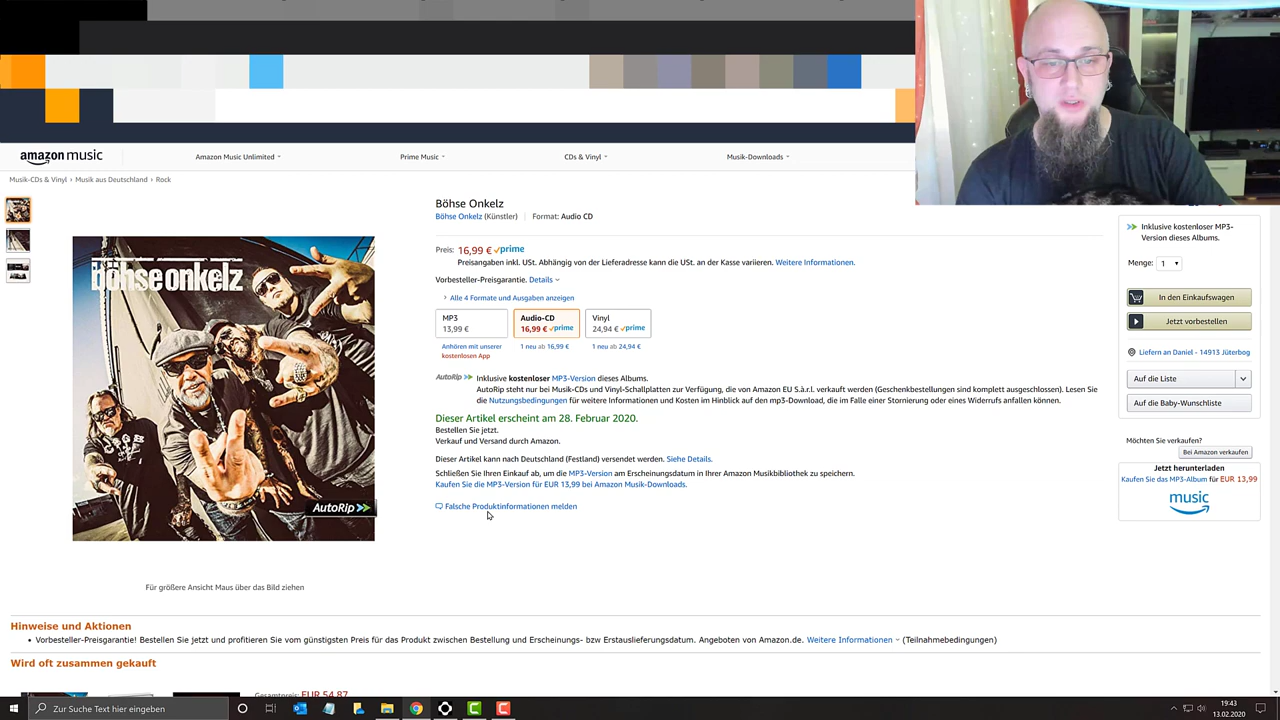 amazon music
Amazon Music Unlimited
Prime Music
CDs & Vinyl
Musik-Downloads
Musik-CDs & Vinyl › Musik aus Deutschland › Rock
Böhse Onkelz
Böhse Onkelz (Künstler) Format: Audio CD
Preis: 16,99 € prime
Preisangaben inkl. USt. Abhängig von der Lieferadresse kann die USt. an der Kasse variieren. Weitere Informationen.
Vorbesteller-Preisgarantie. Details
Alle 4 Formate und Ausgaben anzeigen
MP3
13,99 €
Audio-CD
16,99 € prime
Vinyl
24,94 € prime
Anhören mit unserer
kostenlosen App
1 neu ab 16,99 €
1 neu ab 24,94 €
AutoRip Inklusive kostenloser MP3-Version dieses Albums.
AutoRip steht nur bei Musik-CDs und Vinyl-Schallplatten zur Verfügung, die von Amazon EU S.à.r.l. verkauft werden (Geschenkbestellungen sind komplett ausgeschlossen). Lesen Sie
die Nutzungsbedingungen für weitere Informationen und Kosten im Hinblick auf den mp3-Download, die im Falle einer Stornierung oder eines Widerrufs anfallen können.
Dieser Artikel erscheint am 28. Februar 2020.
Bestellen Sie jetzt.
Verkauf und Versand durch Amazon.
Dieser Artikel kann nach Deutschland (Festland) versendet werden. Siehe Details.
Schließen Sie Ihren Einkauf ab, um die MP3-Version am Erscheinungsdatum in Ihrer Amazon Musikbibliothek zu speichern.
Kaufen Sie die MP3-Version für EUR 13,99 bei Amazon Musik-Downloads.
Falsche Produktinformationen melden
böhse onkelz
AutoRip
Für größere Ansicht Maus über das Bild ziehen
Inklusive kostenloser MP3-
Version dieses Albums.
Menge: 1
In den Einkaufswagen
Jetzt vorbestellen
Liefern an Daniel - 14913 Jüterbog
Auf die Liste
Auf die Baby-Wunschliste
Möchten Sie verkaufen?
Bei Amazon verkaufen
Jetzt herunterladen
Kaufen Sie das MP3-Album für EUR 13,99
music
Hinweise und Aktionen
• Vorbesteller-Preisgarantie! Bestellen Sie jetzt und profitieren Sie vom günstigsten Preis für das Produkt zwischen Bestellung und Erscheinungs- bzw Erstauslieferungsdatum. Angeboten von Amazon.de. Weitere Informationen (Teilnahmebedingungen)
Wird oft zusammen gekauft
Gesamtpreis: EUR 54,87
Zur Suche Text hier eingeben
19:43
13.02.2020